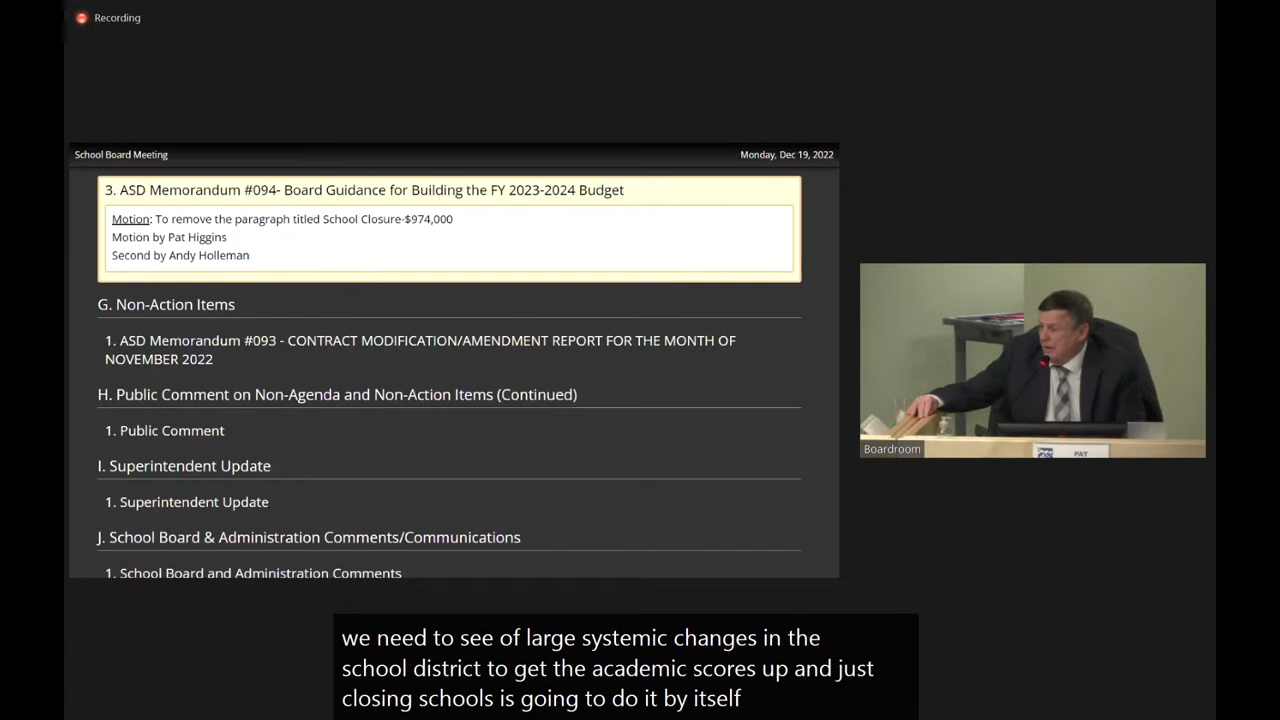 Recording
School Board Meeting
Monday, Dec 19, 2022
3. ASD Memorandum #094- Board Guidance for Building the FY 2023-2024 Budget
Motion: To remove the paragraph titled School Closure-$974,000
Motion by Pat Higgins
Second by Andy Holleman
G. Non-Action Items
1. ASD Memorandum #093 - CONTRACT MODIFICATION/AMENDMENT REPORT FOR THE MONTH OF
NOVEMBER 2022
H. Public Comment on Non-Agenda and Non-Action Items (Continued)
1. Public Comment
I. Superintendent Update
1. Superintendent Update
J. School Board & Administration Comments/Communications
1. School Board and Administration Comments
Boardroom
PAT
we need to see of large systemic changes in the
school district to get the academic scores up and just
closing schools is going to do it by itself